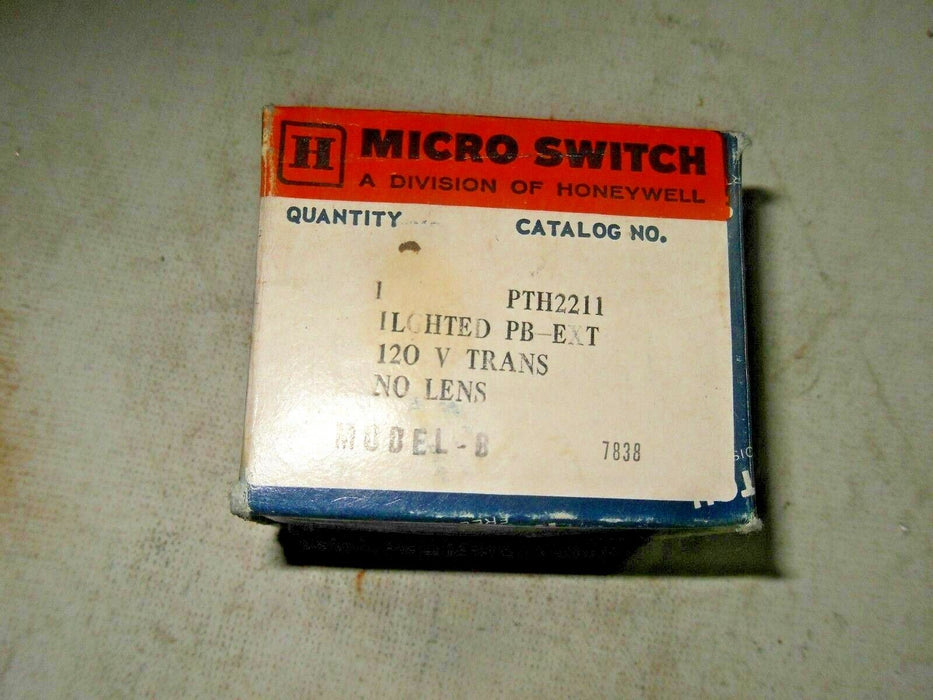 H MICRO SWITCH
A DIVISION OF HONEYWELL
QUANTITY CATALOG NO.
1 PTH2211
ILGHTED PB-EXT
120 V TRANS
NO LENS
MODEL-B 7838
FREE